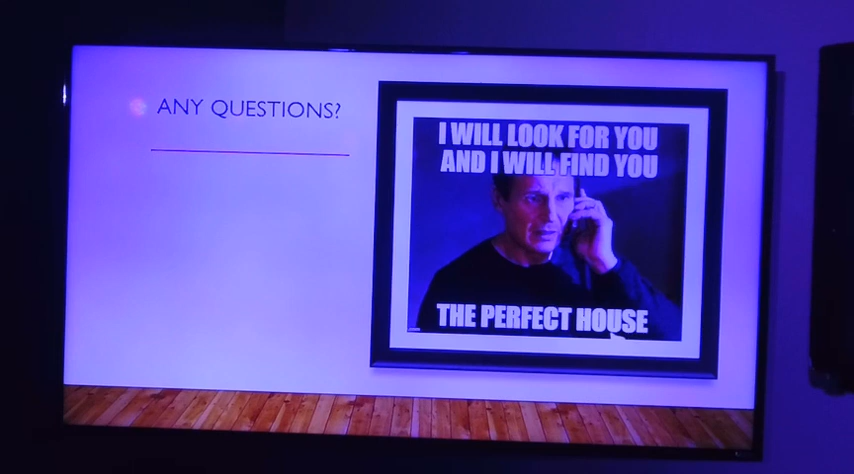 ANY QUESTIONS?
I WILL LOOK FOR YOU
AND I WILL FIND YOU
THE PERFECT HOUSE